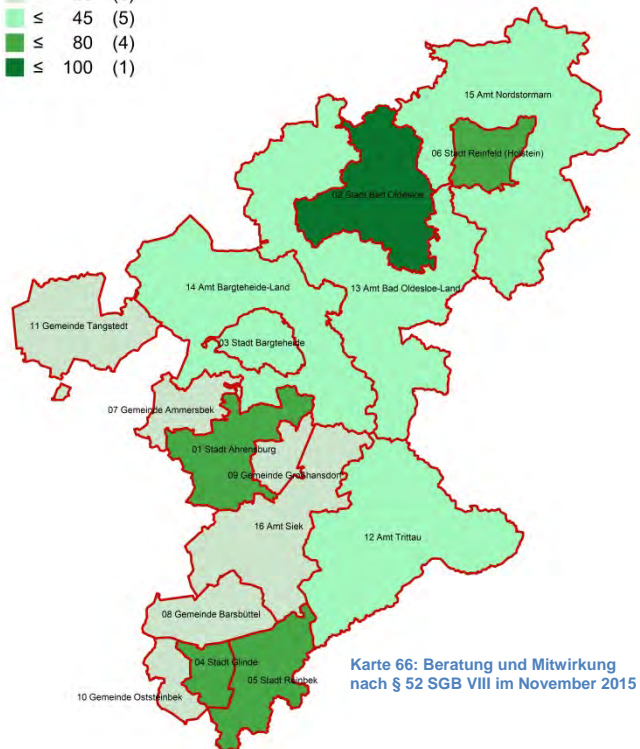 ≤ 45 (5)
≤ 80 (4)
≤ 100 (1)
15 Amt Nordstormarn
06 Stadt Reinfeld (Holstein)
02 Stadt Bad Oldesloe
14 Amt Bargteheide-Land
13 Amt Bad Oldesloe-Land
11 Gemeinde Tangstedt
03 Stadt Bargteheide
07 Gemeinde Ammersbek
01 Stadt Ahrensburg
09 Gemeinde Großhansdorf
16 Amt Siek
12 Amt Trittau
08 Gemeinde Barsbüttel
04 Stadt Glinde
05 Stadt Reinbek
10 Gemeinde Oststeinbek
Karte 66: Beratung und Mitwirkung
nach § 52 SGB VIII im November 2015